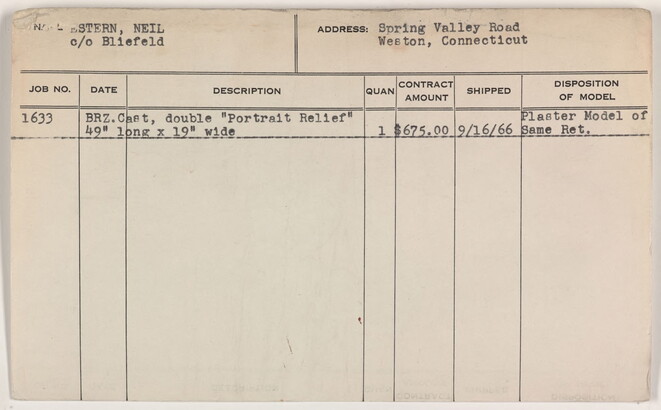 ESTERN, NEIL
c/o Bliefeld
ADDRESS: Spring Valley Road
Weston, Connecticut
JOB NO. DATE DESCRIPTION QUAN CONTRACT AMOUNT SHIPPED DISPOSITION OF MODEL
1633 BRZ.Cast, double "Portrait Relief" Plaster Model of
49" long x 19" wide 1 $675.00 9/16/66 Same Ret.